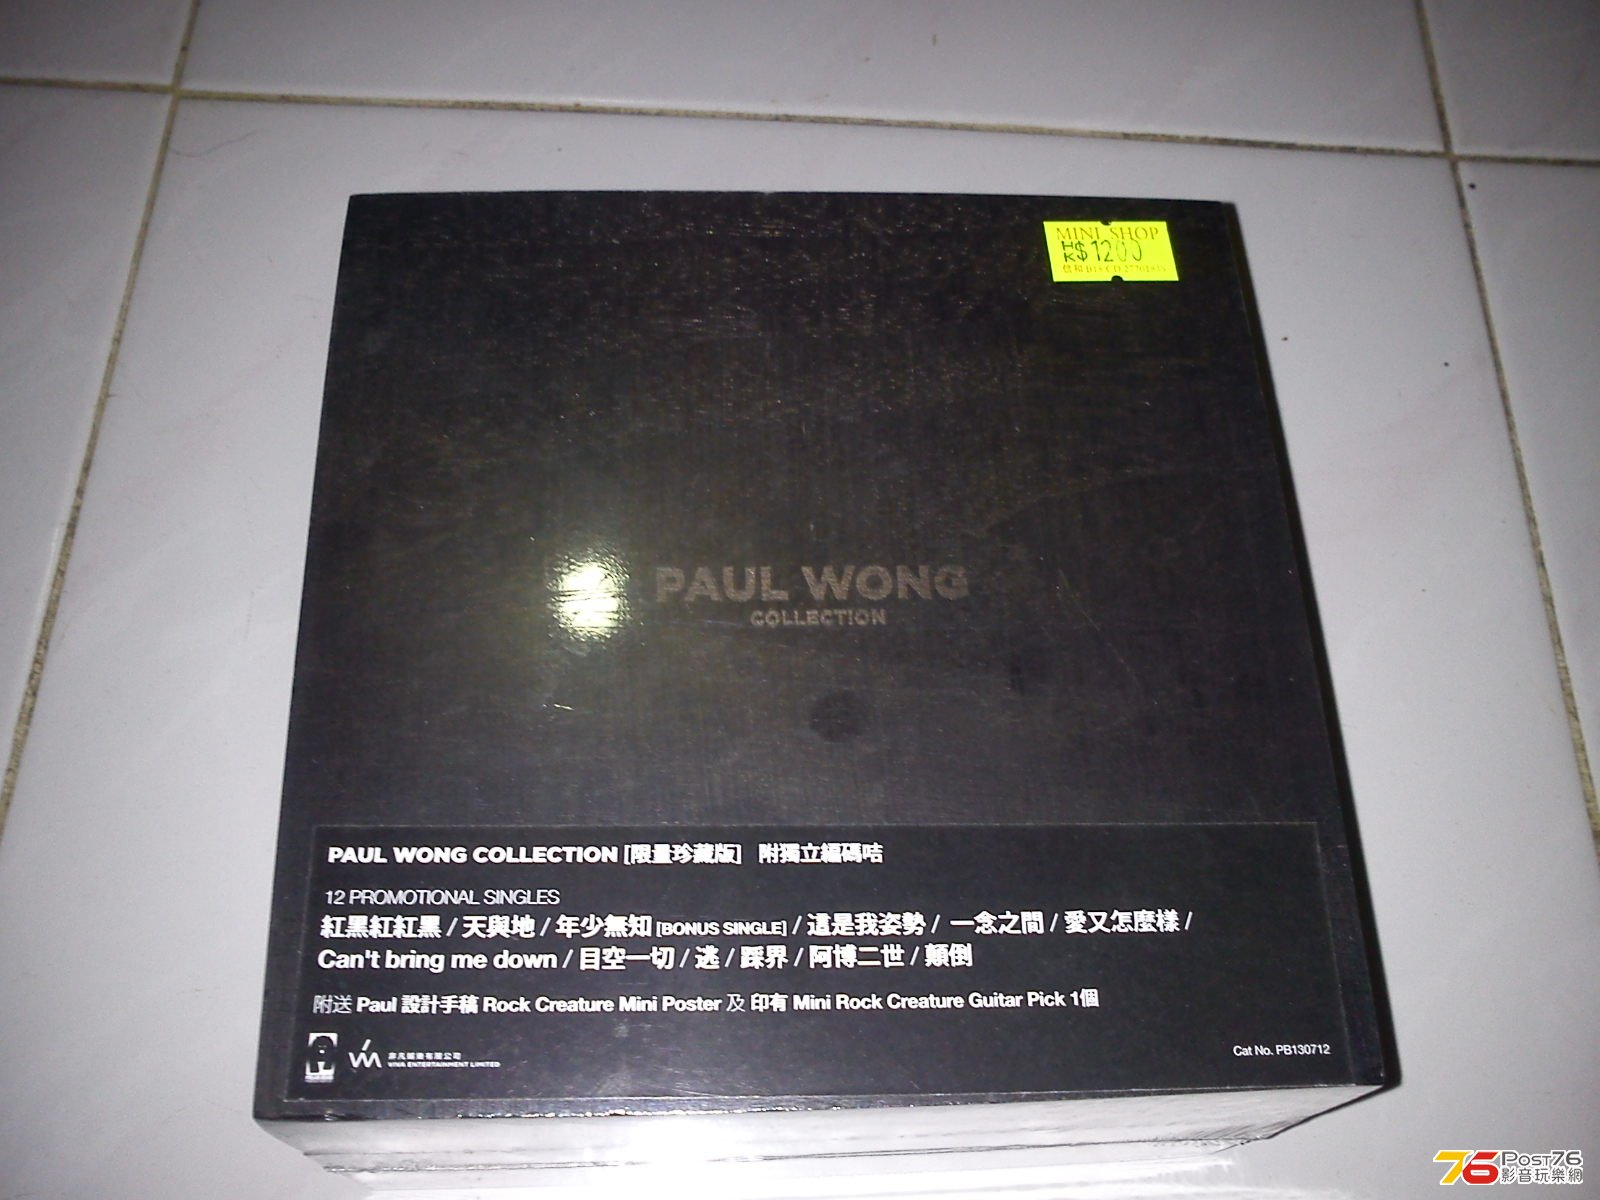 MINI SHOP
HK$1200
PAUL WONG
COLLECTION
PAUL WONG COLLECTION [限量珍藏版] 附獨立編碼咭
12 PROMOTIONAL SINGLES
紅黑紅紅黑 / 天與地 / 年少無知 [BONUS SINGLE] / 這是我姿勢 / 一念之間 / 愛又怎麼樣 /
Can't bring me down / 目空一切 / 逃 / 踩界 / 阿博二世 / 顛倒
附送 Paul 設計手稿 Rock Creature Mini Poster 及 印有 Mini Rock Creature Guitar Pick 1個
VIVA ENTERTAINMENT LIMITED
Cat No. PB130712
76 Post76
影音玩樂網